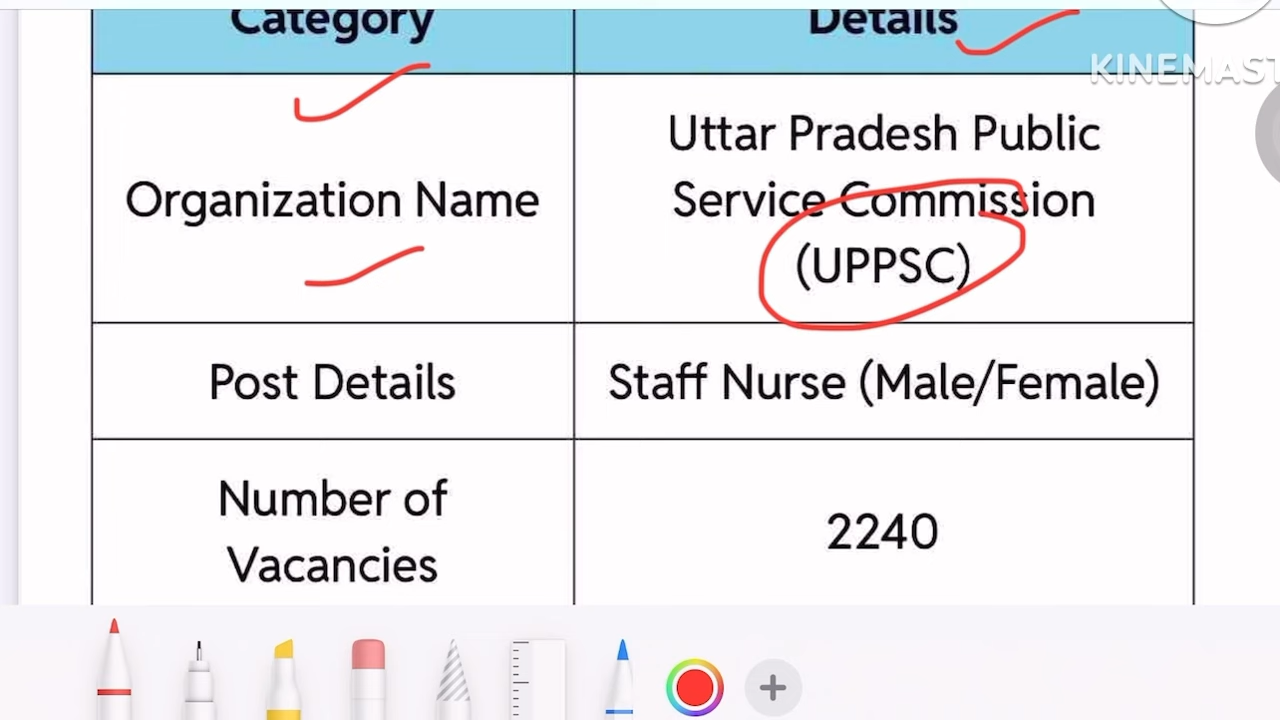 Category
Details
KINEMAST
Organization Name
Uttar Pradesh Public
Service Commission
(UPPSC)
Post Details
Staff Nurse (Male/Female)
Number of
Vacancies
2240